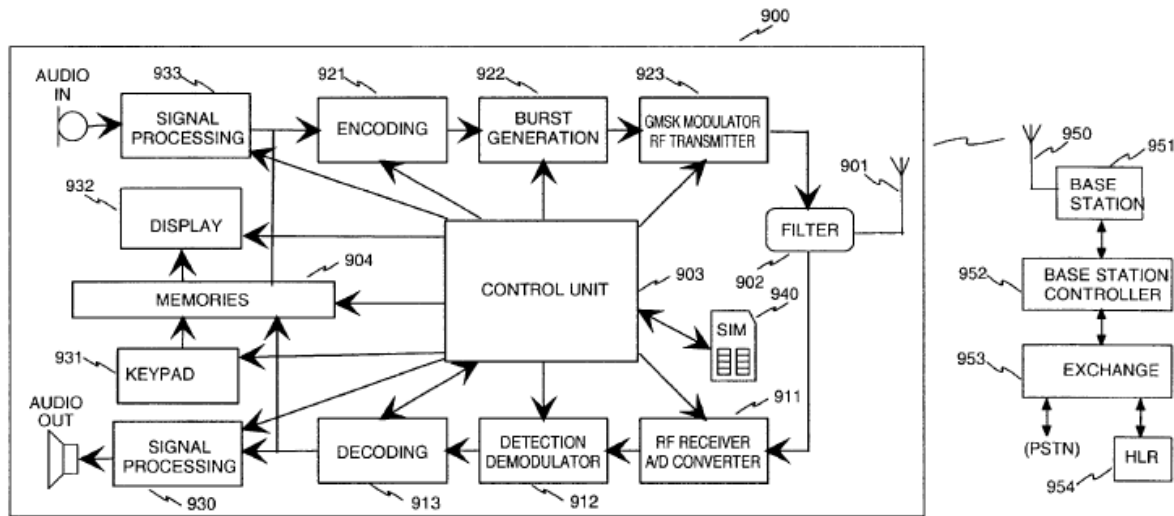 900
AUDIO
IN
933
SIGNAL
PROCESSING
921
ENCODING
922
BURST
GENERATION
923
GMSK MODULATOR
RF TRANSMITTER
901
950
951
BASE
STATION
932
DISPLAY
904
MEMORIES
CONTROL UNIT
903
FILTER
902
940
SIM
952
BASE STATION
CONTROLLER
931
KEYPAD
953
EXCHANGE
AUDIO
OUT
SIGNAL
PROCESSING
930
DECODING
913
DETECTION
DEMODULATOR
912
911
RF RECEIVER
A/D CONVERTER
(PSTN)
HLR
954